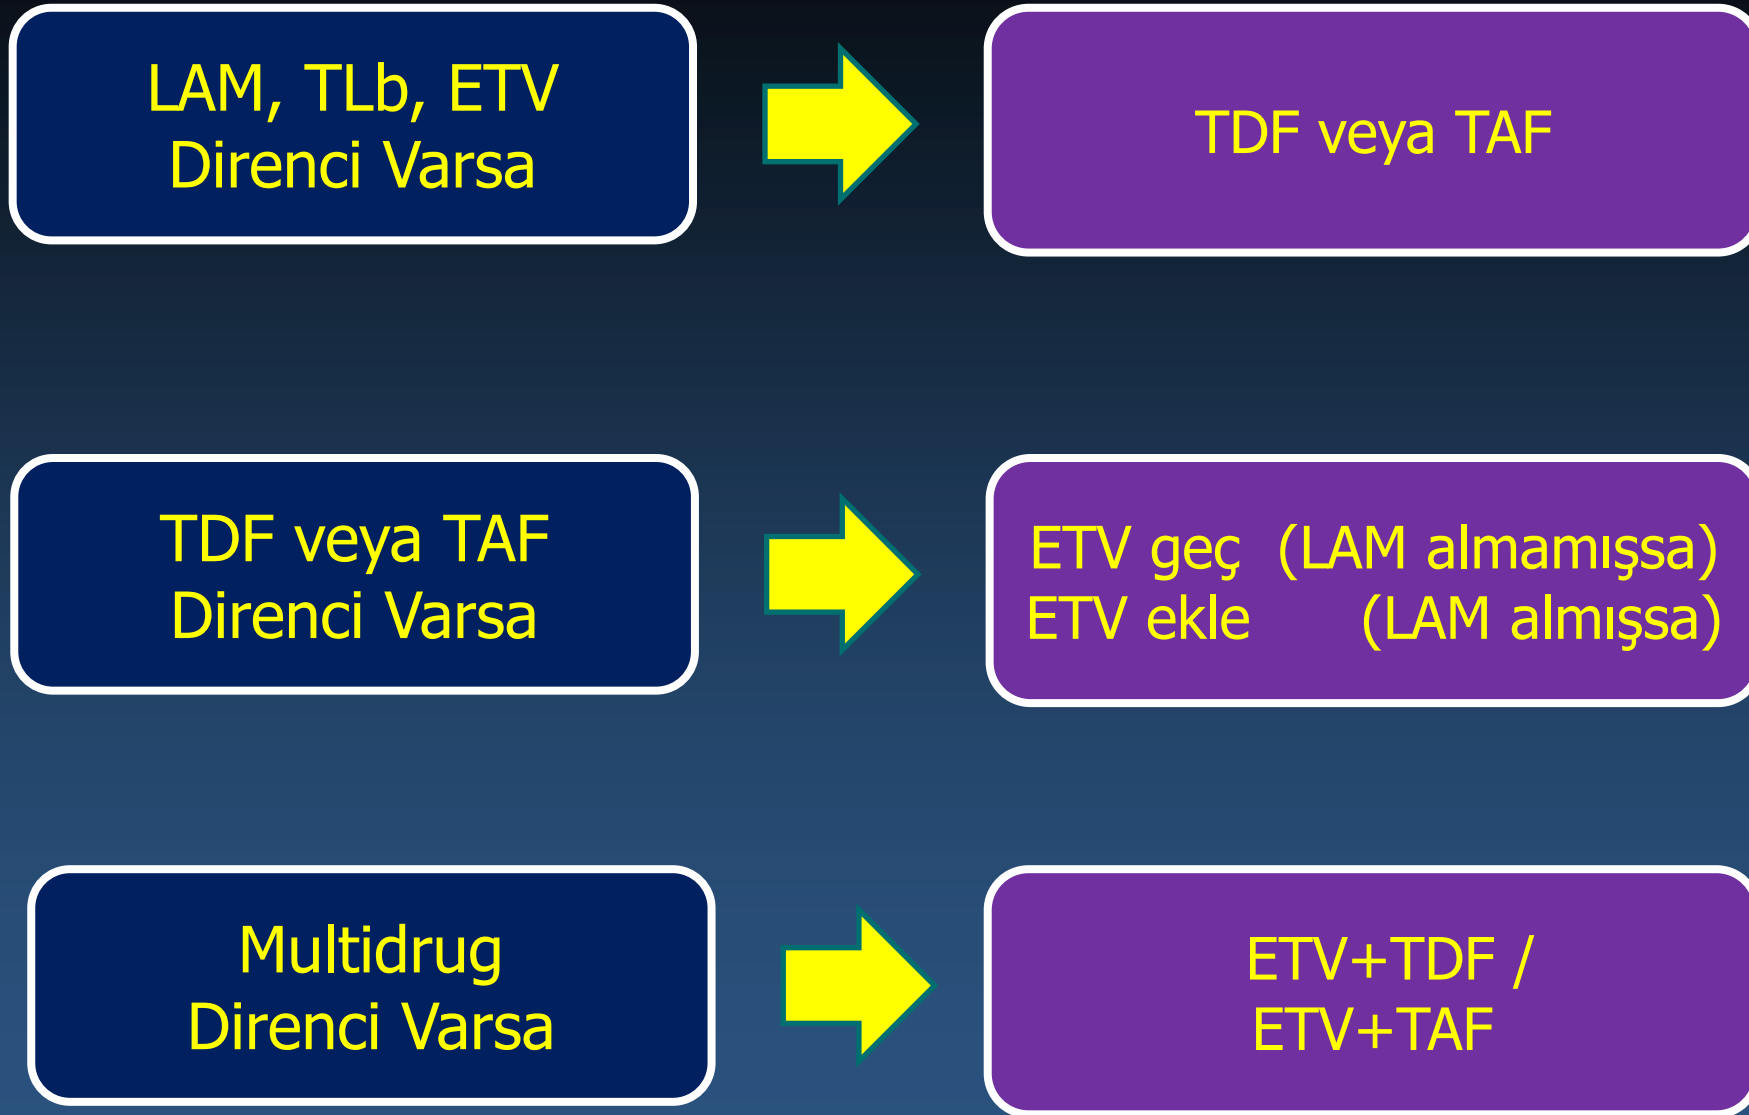 LAM, TLb, ETV
Direnci Varsa
TDF veya TAF
TDF veya TAF
Direnci Varsa
ETV geç (LAM almamışsa)
ETV ekle (LAM almışsa)
Multidrug
Direnci Varsa
ETV+TDF /
ETV+TAF